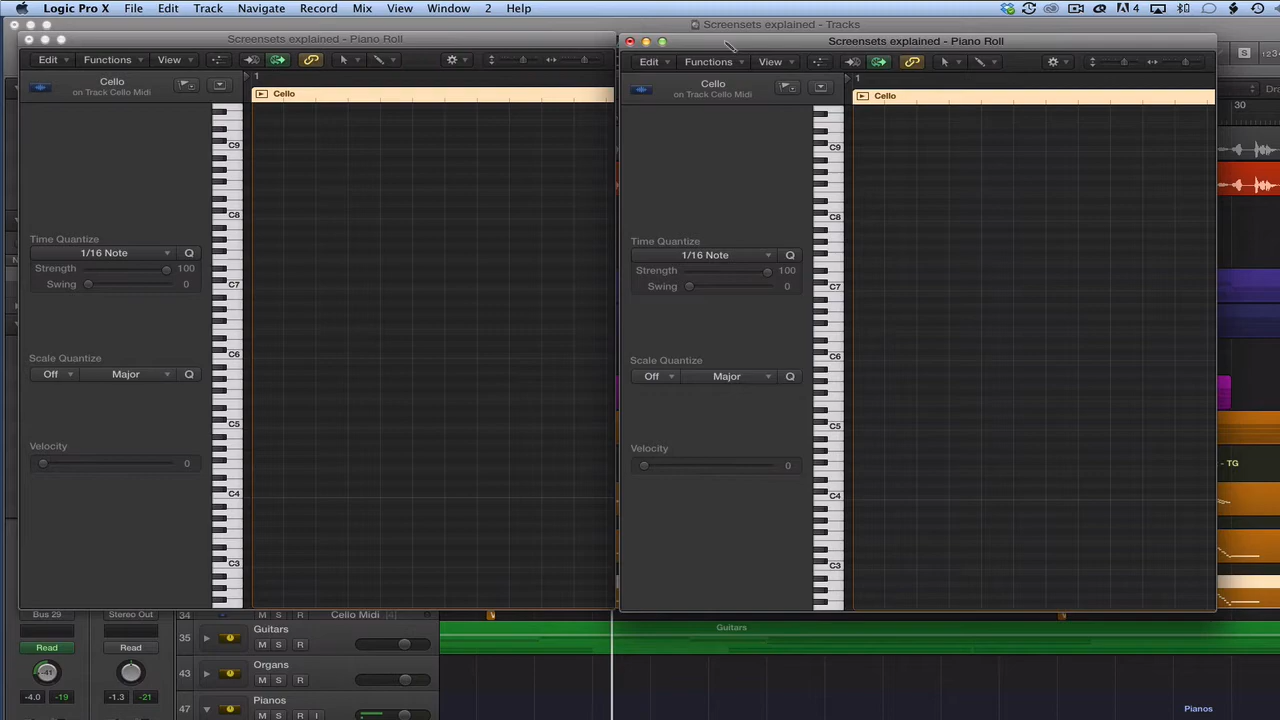 Logic Pro X File Edit Track Navigate Record Mix View Window 2 Help 4
Screensets explained - Tracks
Screensets explained - Piano Roll
Edit Functions View
Cello
on Track Cello Midi
1
Cello
C9
C8
Time Quantize
1/16 Note
Strength 100
Swing 0
C7
C6
Scale Quantize
Off
C5
Velocity
0
C4
C3
Screensets explained - Piano Roll
Edit Functions View
Cello
on Track Cello Midi
1
Cello
C9
C8
Time Quantize
1/16 Note
Strength 100
Swing 0
C7
C6
Scale Quantize
Off Major
C5
Velocity
0
C4
C3
S
30
- TG
Bus 29 Stereo Out
Read Read
-41
-4.0 -19 -1.3 -21
34 M S Cello Midi
35 Guitars
M S R
Guitars
43 Organs
M S R
47 Pianos
M S R I
Pianos